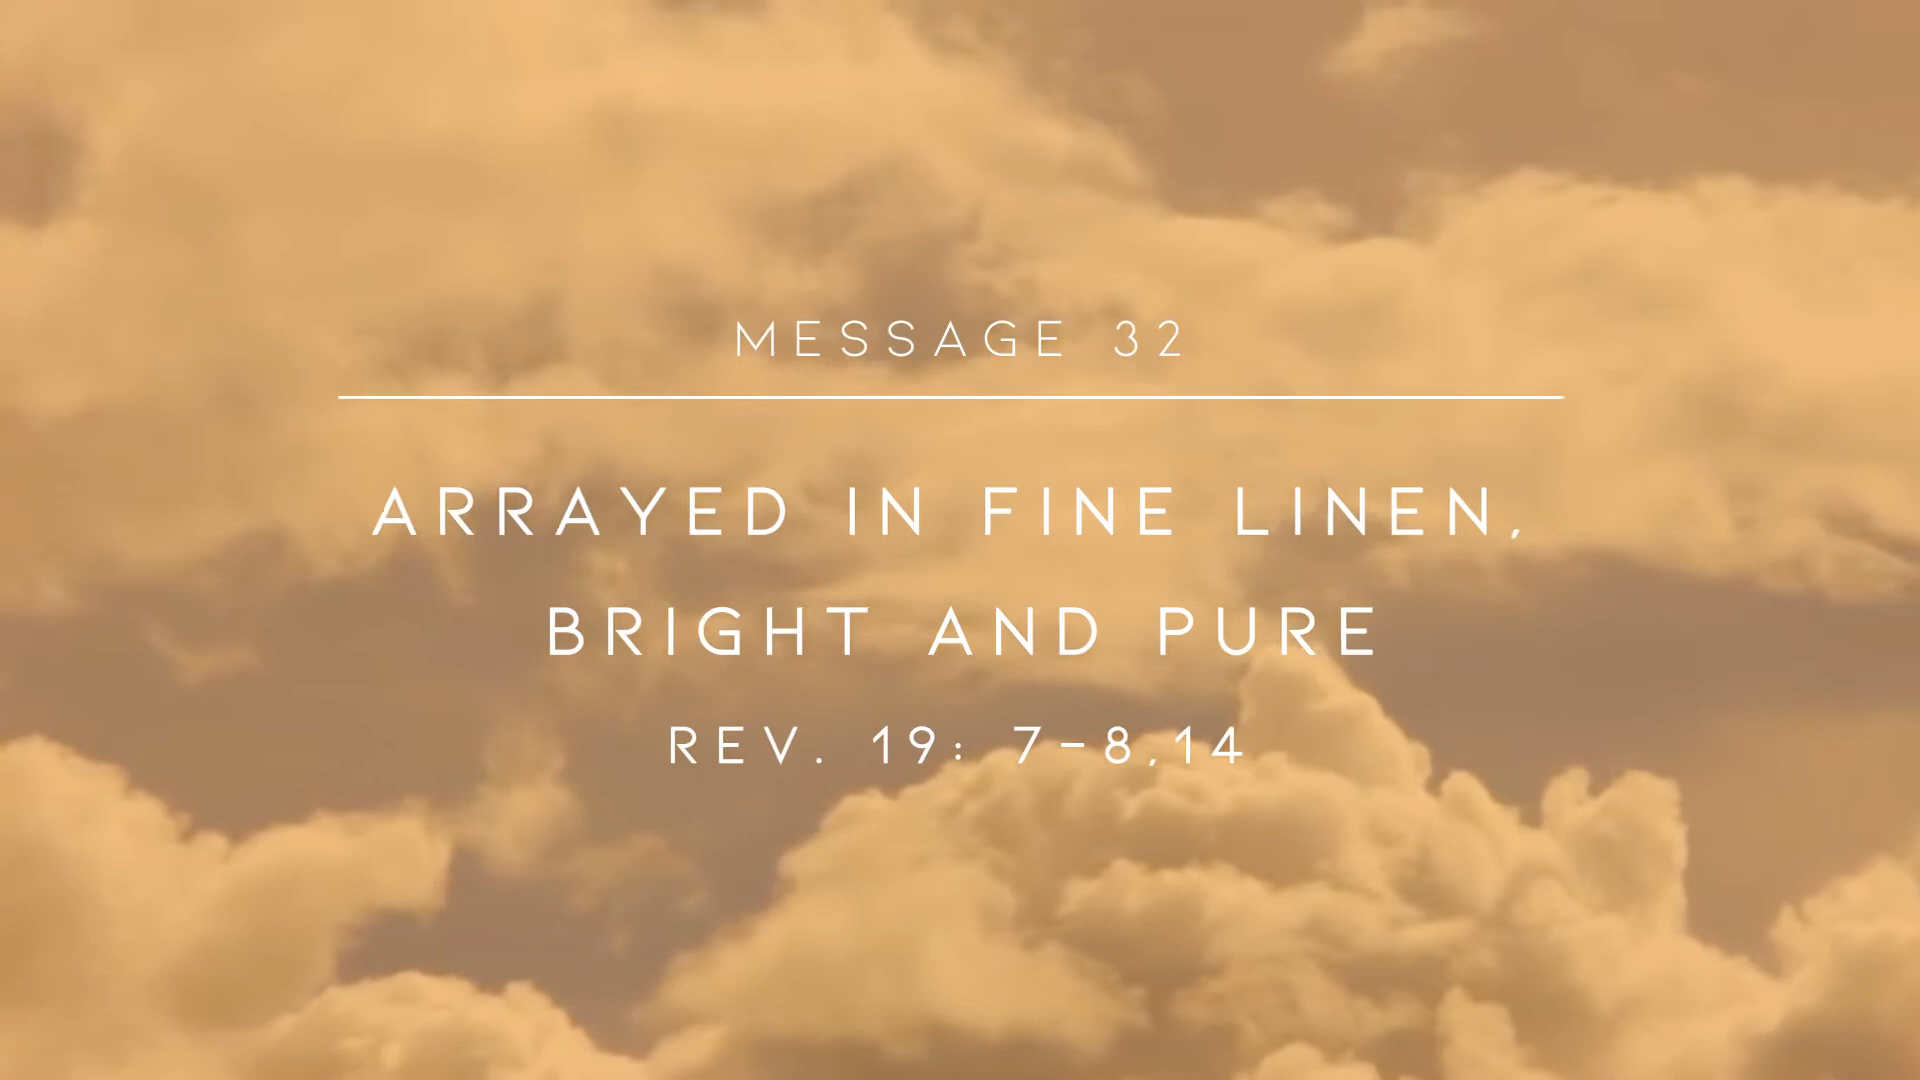 MESSAGE 32
ARRAYED IN FINE LINEN,
BRIGHT AND PURE
REV. 19: 7-8,14